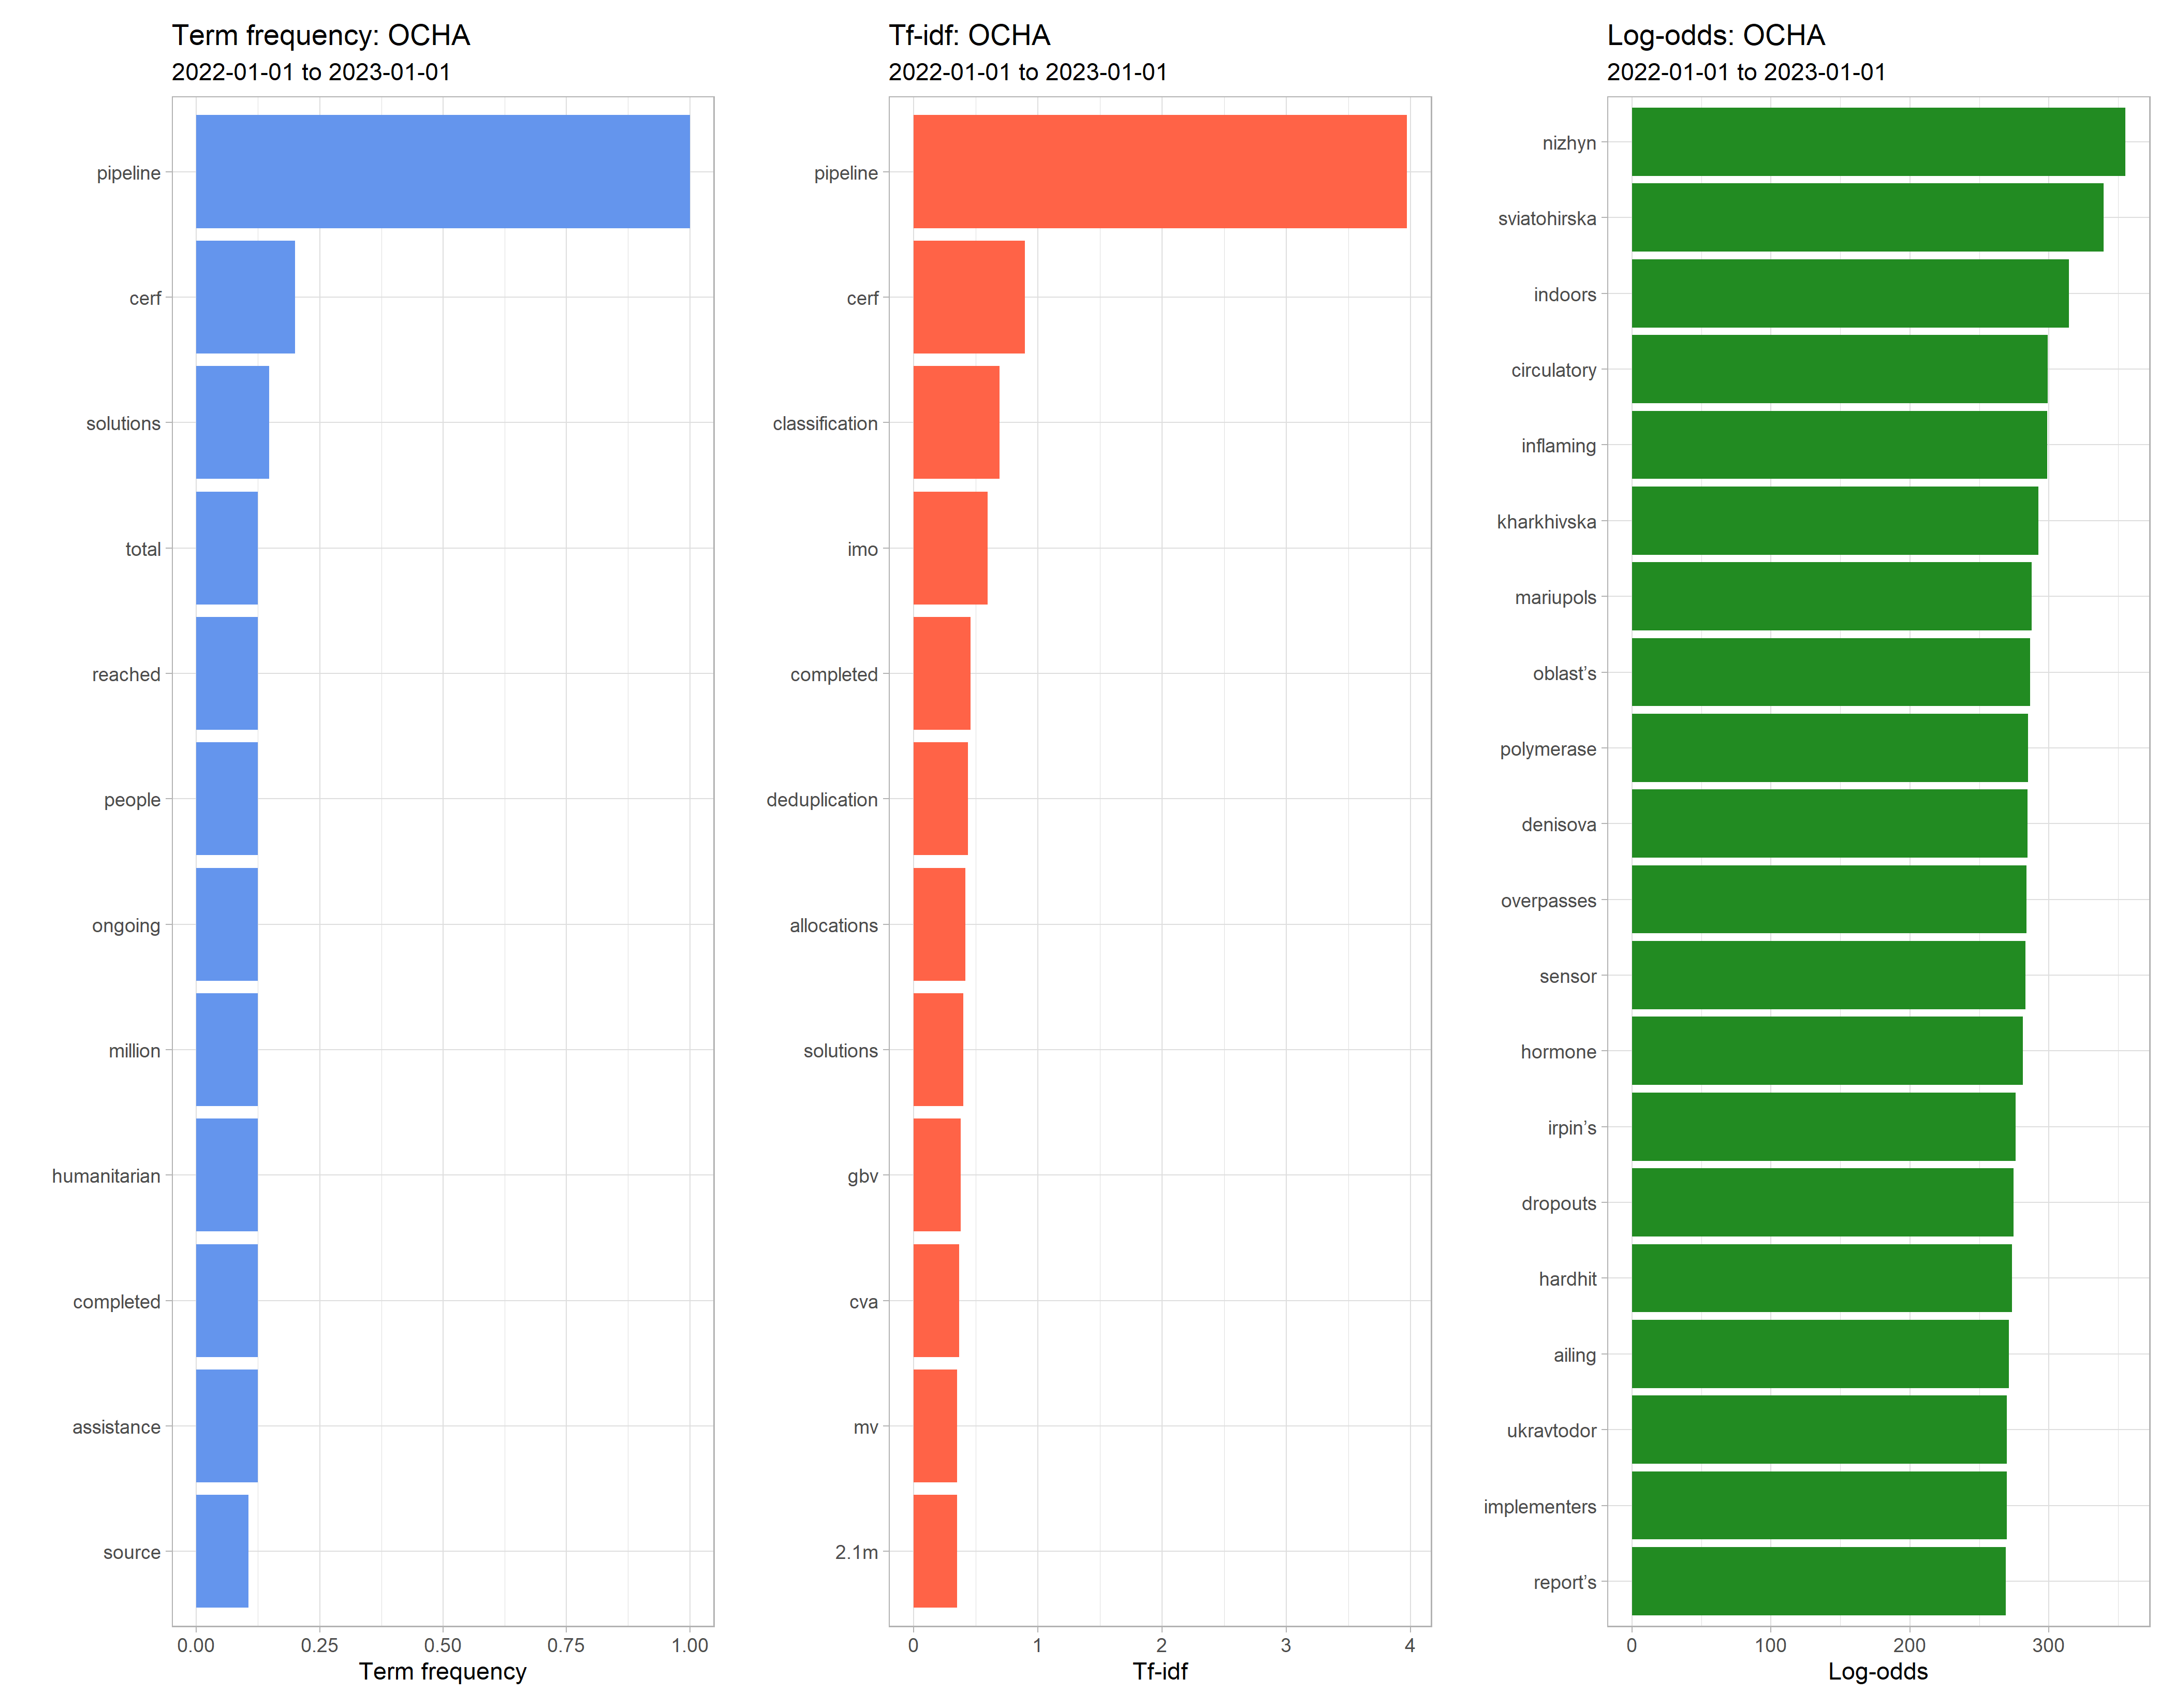 Term frequency: OCHA
2022-01-01 to 2023-01-01
pipeline
cerf
solutions
total
reached
people
ongoing
million
humanitarian
completed
assistance
source
0.00 0.25 0.50 0.75 1.00
Term frequency
Tf-idf: OCHA
2022-01-01 to 2023-01-01
pipeline
cerf
classification
imo
completed
deduplication
allocations
solutions
gbv
cva
mv
2.1m
0 1 2 3 4
Tf-idf
Log-odds: OCHA
2022-01-01 to 2023-01-01
nizhyn
sviatohirska
indoors
circulatory
inflaming
kharkhivska
mariupols
oblast’s
polymerase
denisova
overpasses
sensor
hormone
irpin’s
dropouts
hardhit
ailing
ukravtodor
implementers
report’s
0 100 200 300
Log-odds